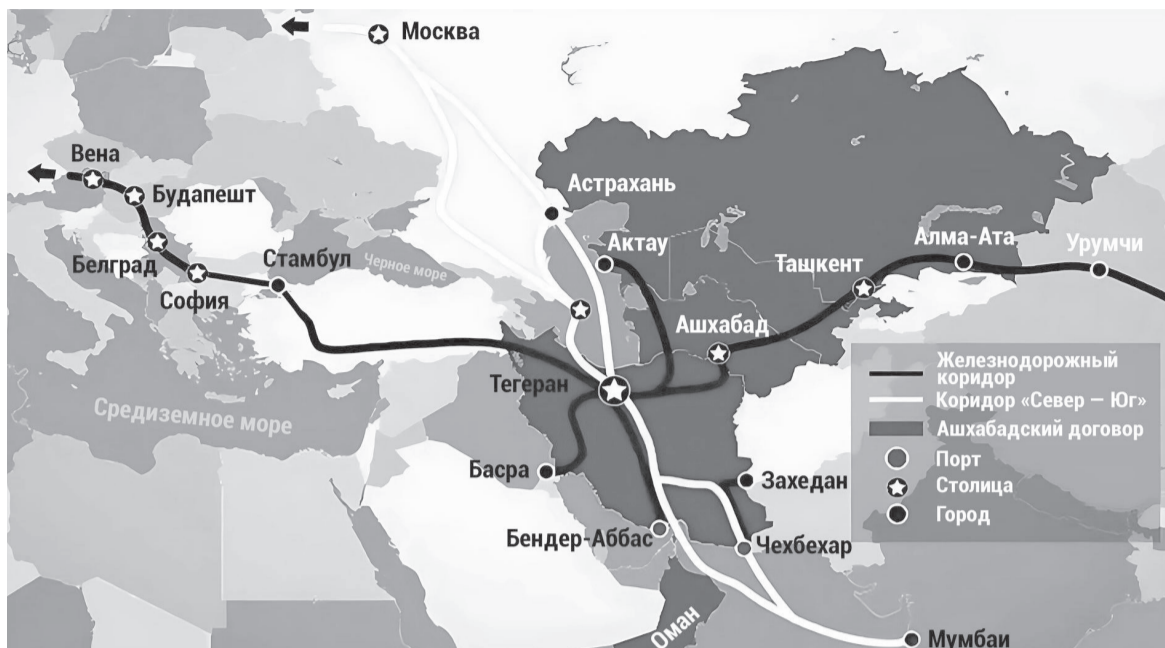 Москва
Вена
Будапешт
Белград
София
Стамбул
Черное море
Астрахань
Актау
Ташкент
Алма-Ата
Урумчи
Ашхабад
Тегеран
Средиземное море
Басра
Захедан
Бендер-Аббас
Чехбехар
Оман
Мумбаи
Железнодорожный
коридор
Коридор «Север — Юг»
Ашхабадский договор
Порт
Столица
Город